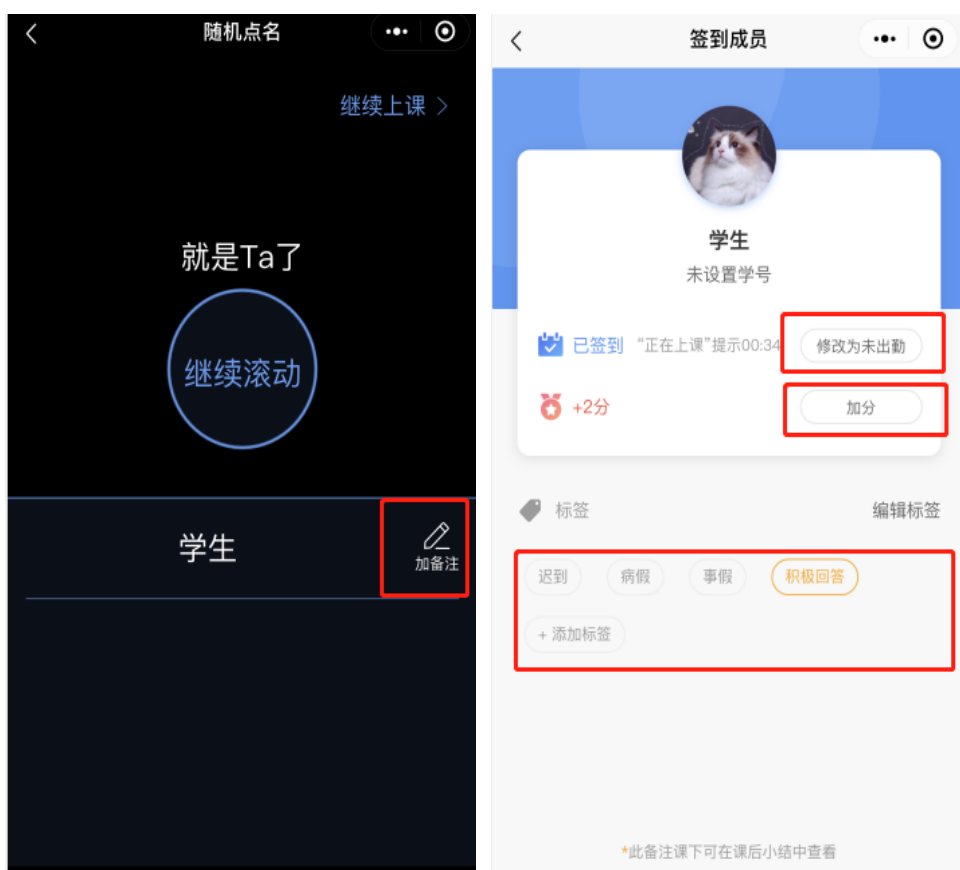 随机点名
继续上课 >
就是Ta了
继续滚动
学生
加备注
签到成员
学生
未设置学号
已签到 “正在上课”提示00:34 修改为未出勤
+2分 加分
标签 编辑标签
迟到 病假 事假 积极回答
+ 添加标签
*此备注课下可在课后小结中查看